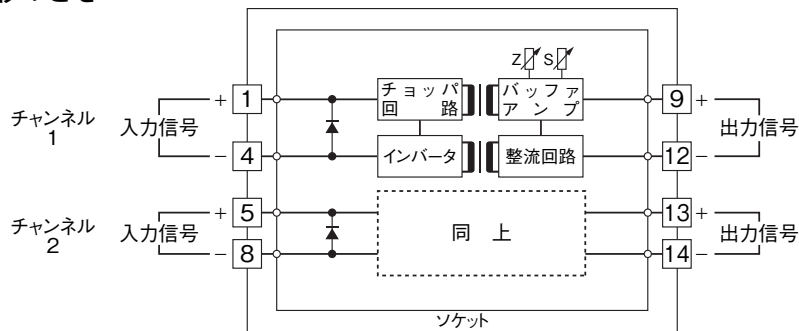 Z S
チョッパ
回路
バッファ
アンプ
+ 1
9 +
チャンネル
1
入力信号
出力信号
- 4
インバータ
整流回路
12 -
+ 5
13 +
チャンネル
2
入力信号
同上
出力信号
- 8
14 -
ソケット